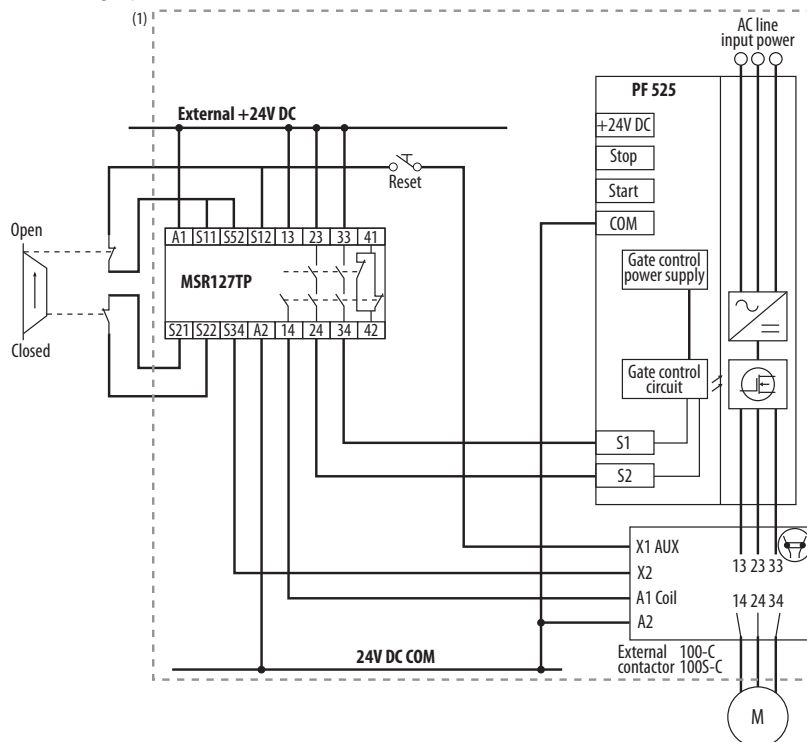 (1)
AC line
input power
PF 525
External +24V DC
+24V DC
Stop
Reset
Start
Open
COM
A1 S11 S52 S12 13 23 33 41
MSR127TP
Gate control
power supply
S21 S22 S34 A2 14 24 34 42
Closed
Gate control
circuit
S1
S2
X1 AUX
13 23 33
X2
A1 Coil
14 24 34
A2
24V DC COM
External 100-C
contactor 100S-C
M